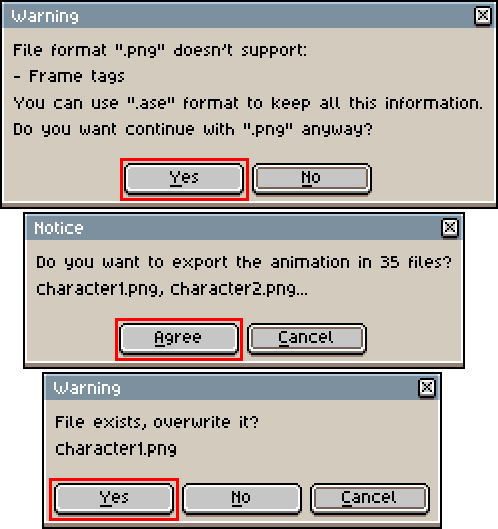 Warning
File format ".png" doesn't support:
- Frame tags
You can use ".ase" format to keep all this information.
Do you want continue with ".png" anyway?
Yes No
Notice
Do you want to export the animation in 35 files?
character1.png, character2.png...
Agree Cancel
Warning
File exists, overwrite it?
character1.png
Yes No Cancel